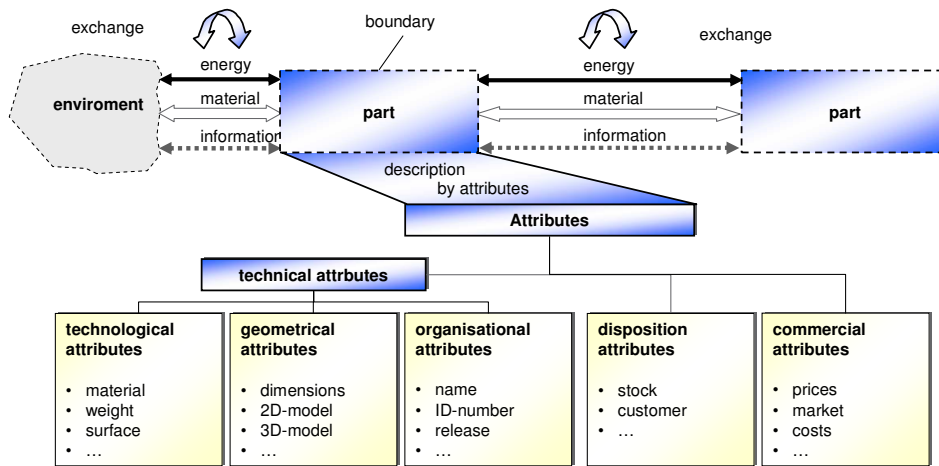 exchange
boundary
exchange
energy
energy
enviroment
material
part
material
part
information
information
description
by attributes
Attributes
technical attrbutes
technological
attributes
• material
• weight
• surface
• …
geometrical
attributes
• dimensions
• 2D-model
• 3D-model
• …
organisational
attributes
• name
• ID-number
• release
• …
disposition
attributes
• stock
• customer
• …
commercial
attributes
• prices
• market
• costs
• …